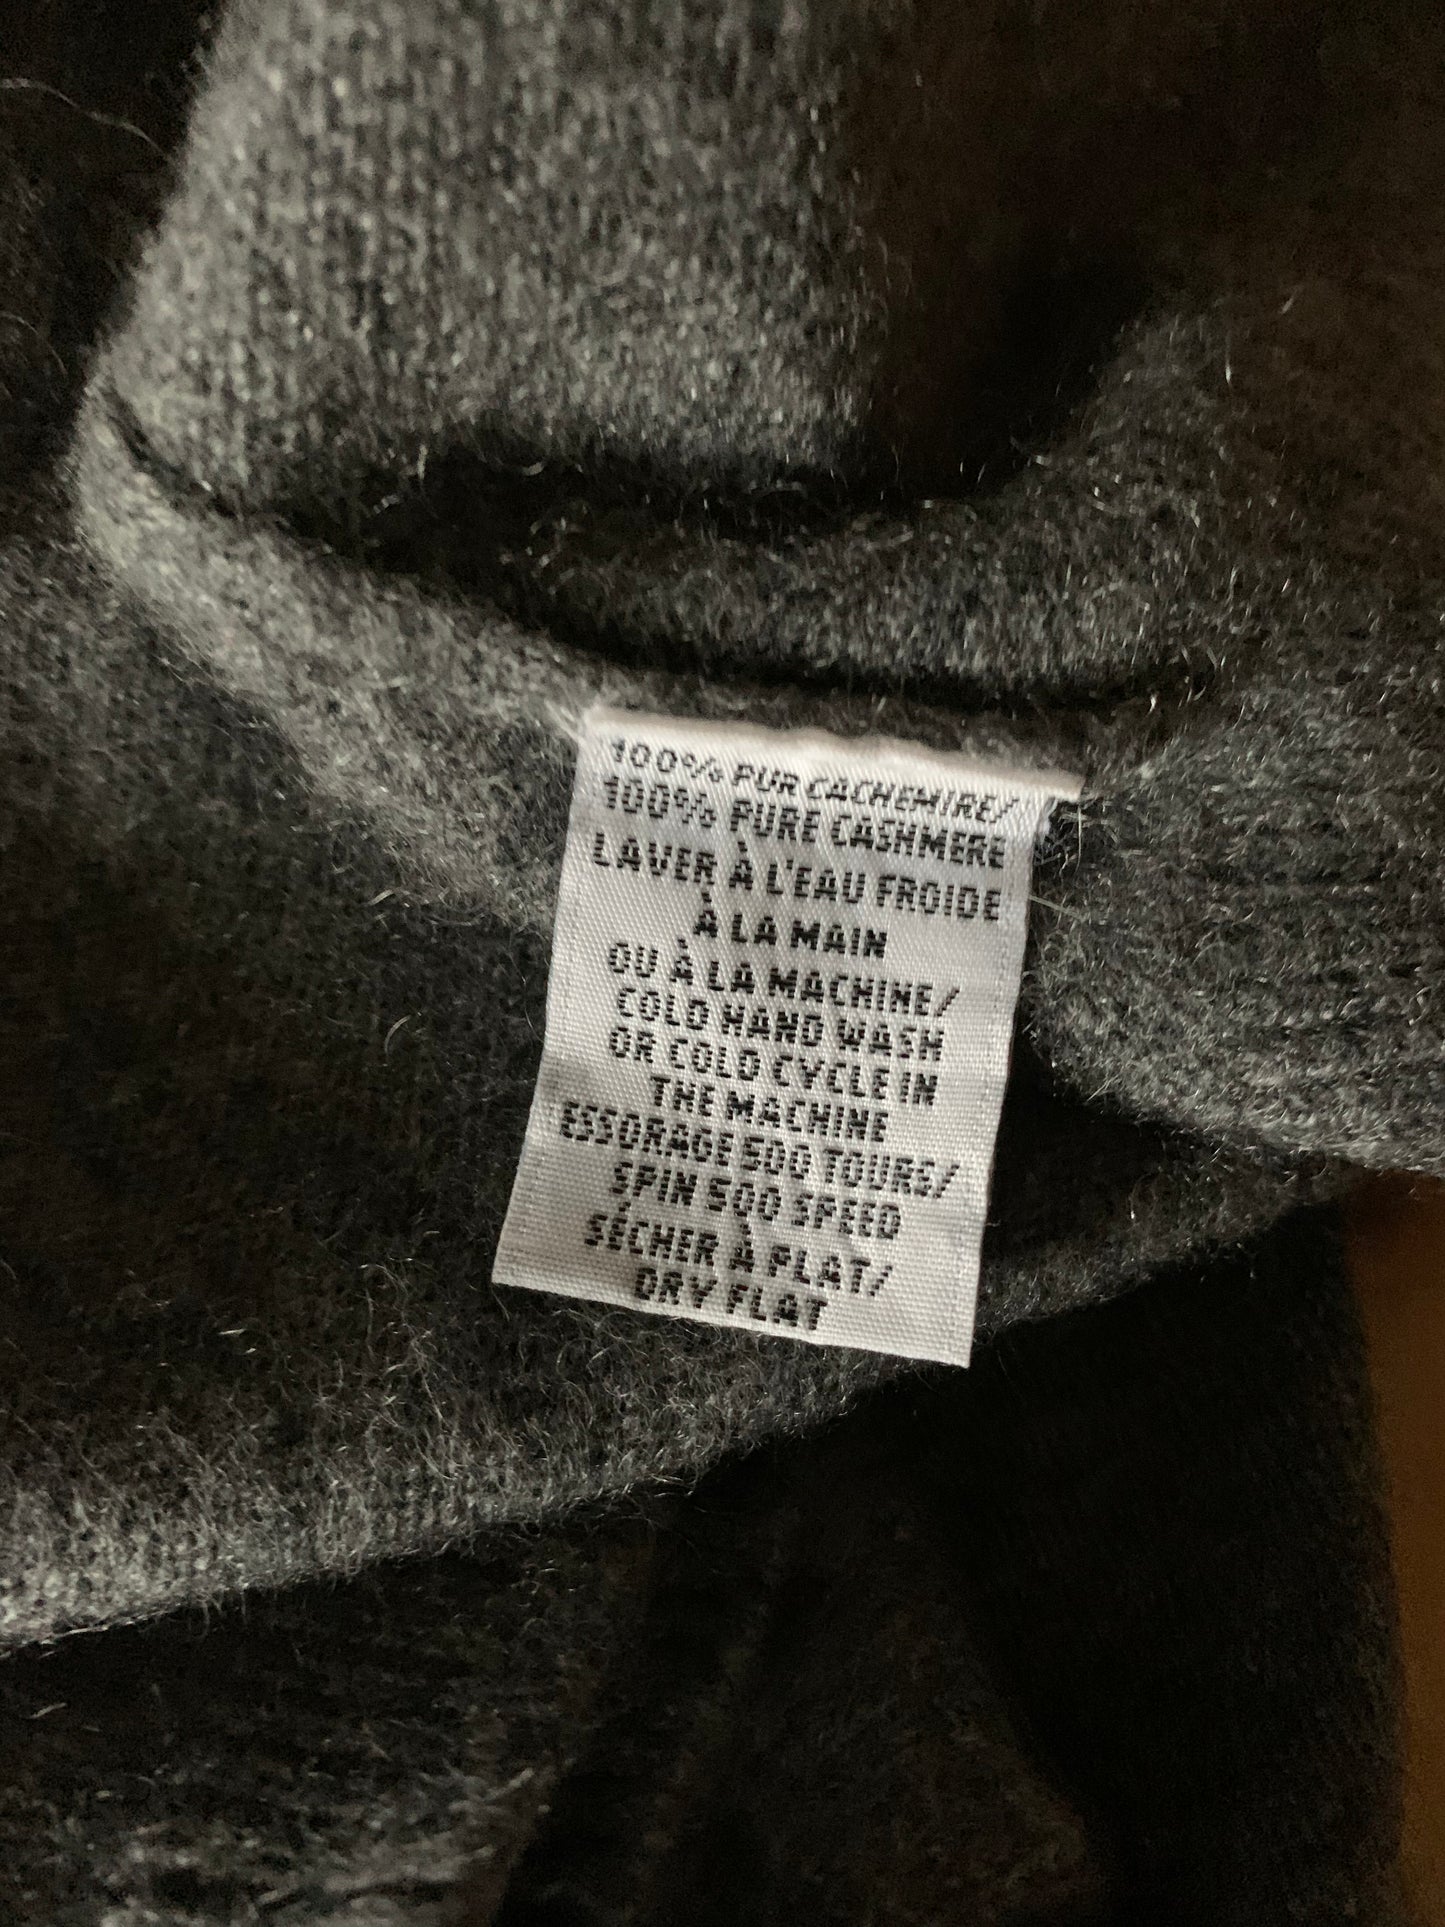 100% PUR CACHEMIRE/
100% PURE CASHMERE
LAVER À L'EAU FROIDE
À LA MAIN
OU À LA MACHINE/
COLD HAND WASH
OR COLD CYCLE IN
THE MACHINE
ESSORAGE 500 TOURS/
SPIN 500 SPEED
SÉCHER À PLAT/
DRY FLAT